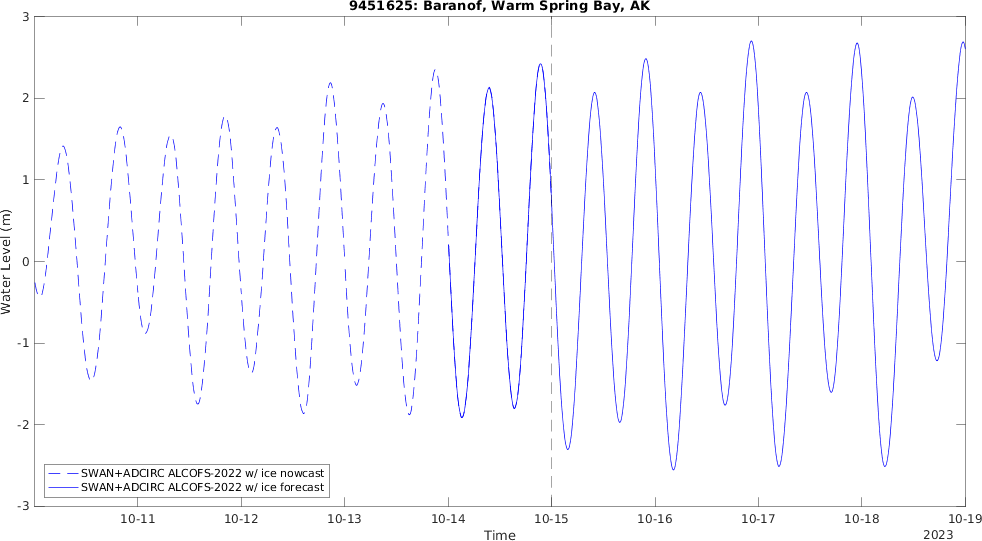 9451625: Baranof, Warm Spring Bay, AK
3
2
1
0
-1
-2
-3
Water Level (m)
SWAN+ADCIRC ALCOFS-2022 w/ ice nowcast
SWAN+ADCIRC ALCOFS-2022 w/ ice forecast
10-11 10-12 10-13 10-14 10-15 10-16 10-17 10-18 10-19
Time
2023